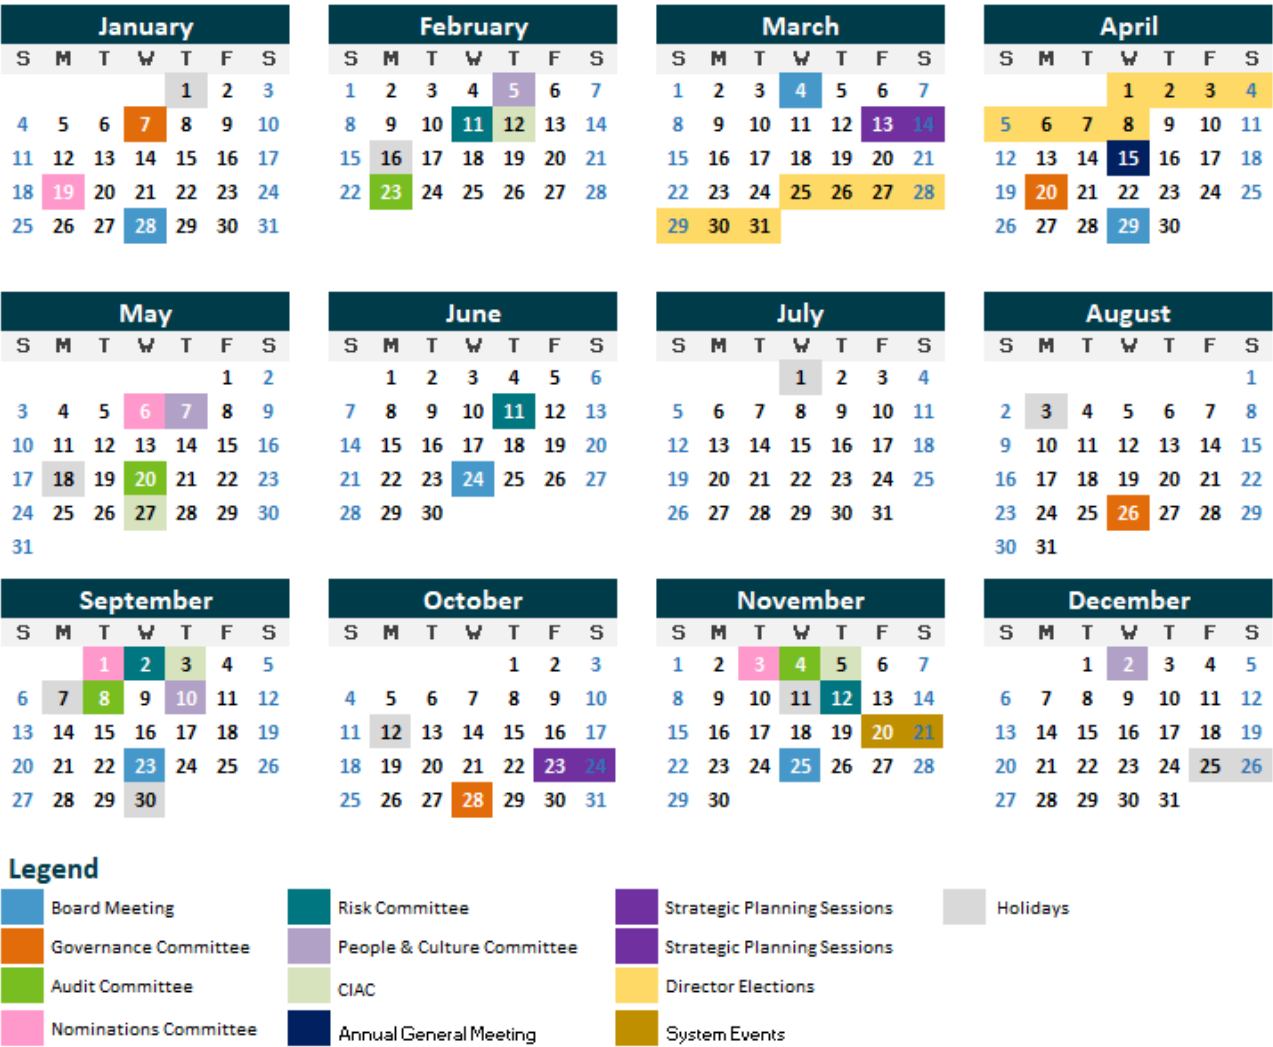 January February March April
S M T W T F S S M T W T F S S M T W T F S S M T W T F S
1 2 3 1 2 3 4 5 6 7 1 2 3 4 5 6 7 1 2 3 4
4 5 6 7 8 9 10 8 9 10 11 12 13 14 8 9 10 11 12 13 14 5 6 7 8 9 10 11
11 12 13 14 15 16 17 15 16 17 18 19 20 21 15 16 17 18 19 20 21 12 13 14 15 16 17 18
18 19 20 21 22 23 24 22 23 24 25 26 27 28 22 23 24 25 26 27 28 19 20 21 22 23 24 25
25 26 27 28 29 30 31 29 30 31 26 27 28 29 30
May June July August
S M T W T F S S M T W T F S S M T W T F S S M T W T F S
1 2 1 2 3 4 5 6 1 2 3 4 1
3 4 5 6 7 8 9 7 8 9 10 11 12 13 5 6 7 8 9 10 11 2 3 4 5 6 7 8
10 11 12 13 14 15 16 14 15 16 17 18 19 20 12 13 14 15 16 17 18 9 10 11 12 13 14 15
17 18 19 20 21 22 23 21 22 23 24 25 26 27 19 20 21 22 23 24 25 16 17 18 19 20 21 22
24 25 26 27 28 29 30 28 29 30 26 27 28 29 30 31 23 24 25 26 27 28 29
31 30 31
September October November December
S M T W T F S S M T W T F S S M T W T F S S M T W T F S
1 2 3 4 5 1 2 3 1 2 3 4 5 6 7 1 2 3 4 5
6 7 8 9 10 11 12 4 5 6 7 8 9 10 8 9 10 11 12 13 14 6 7 8 9 10 11 12
13 14 15 16 17 18 19 11 12 13 14 15 16 17 15 16 17 18 19 20 21 13 14 15 16 17 18 19
20 21 22 23 24 25 26 18 19 20 21 22 23 24 22 23 24 25 26 27 28 20 21 22 23 24 25 26
27 28 29 30 25 26 27 28 29 30 31 29 30 27 28 29 30 31
Legend
Board Meeting Risk Committee Strategic Planning Sessions Holidays
Governance Committee People & Culture Committee Strategic Planning Sessions
Audit Committee CIAC Director Elections
Nominations Committee Annual General Meeting System Events